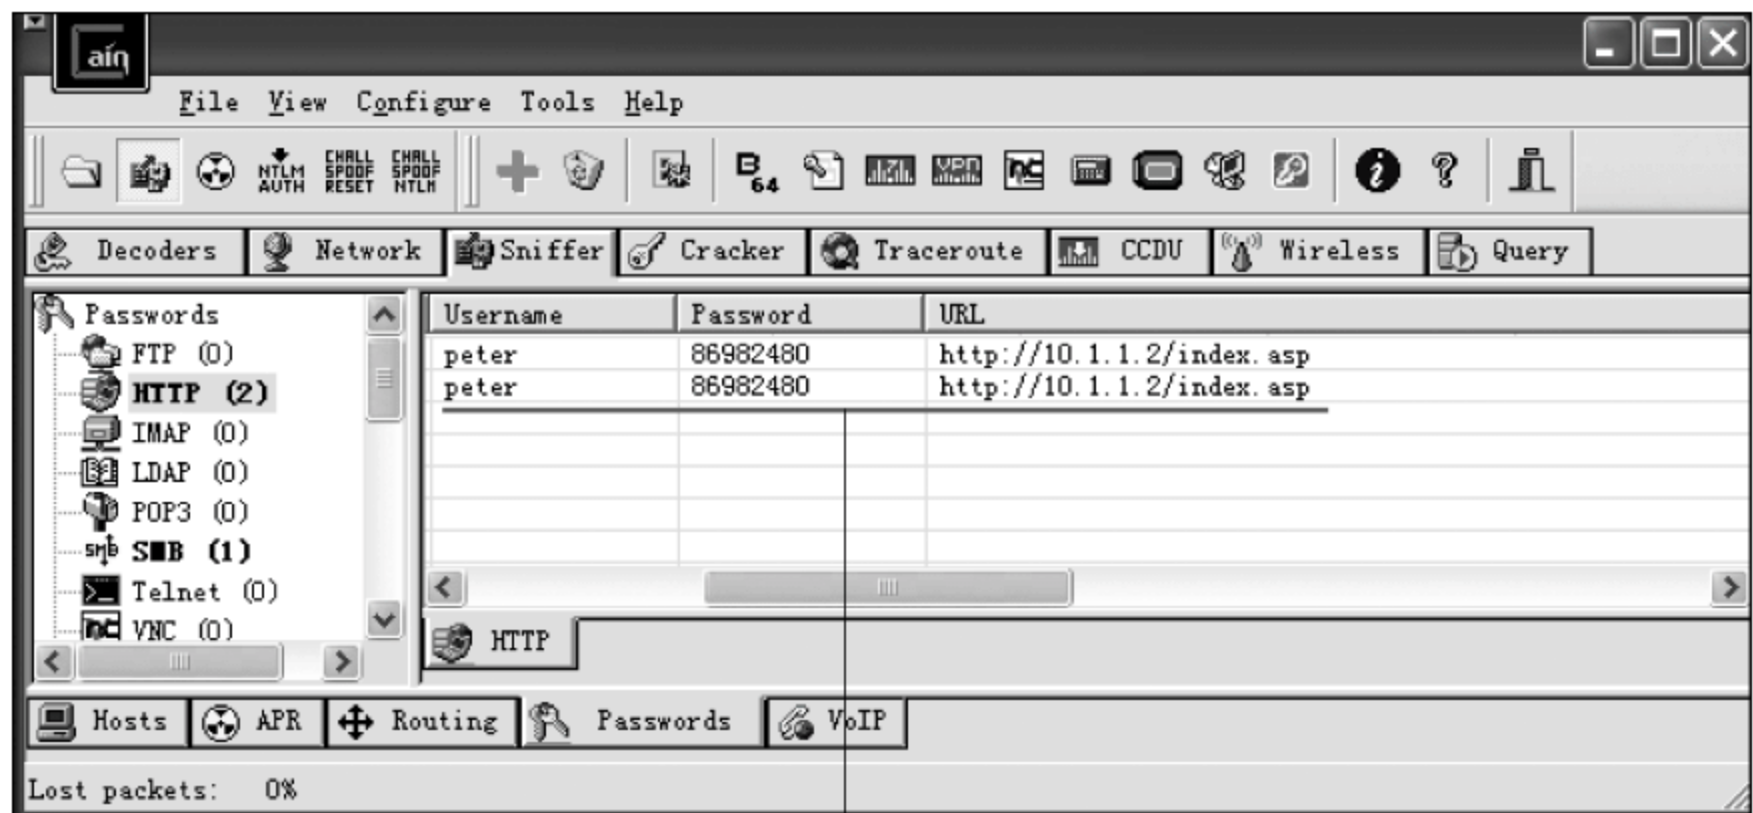 Cain
File View Configure Tools Help
NTLM AUTH CHALL SPOOF RESET CHALL SPOOF NTLM B 64 VPN
Decoders Network Sniffer Cracker Traceroute CCDU Wireless Query
Passwords Username Password URL
FTP (0) peter 86982480 http://10.1.1.2/index.asp
HTTP (2) peter 86982480 http://10.1.1.2/index.asp
IMAP (0)
LDAP (0)
POP3 (0)
SMB (1)
Telnet (0)
VNC (0)
HTTP
Hosts APR Routing Passwords VoIP
Lost packets: 0%